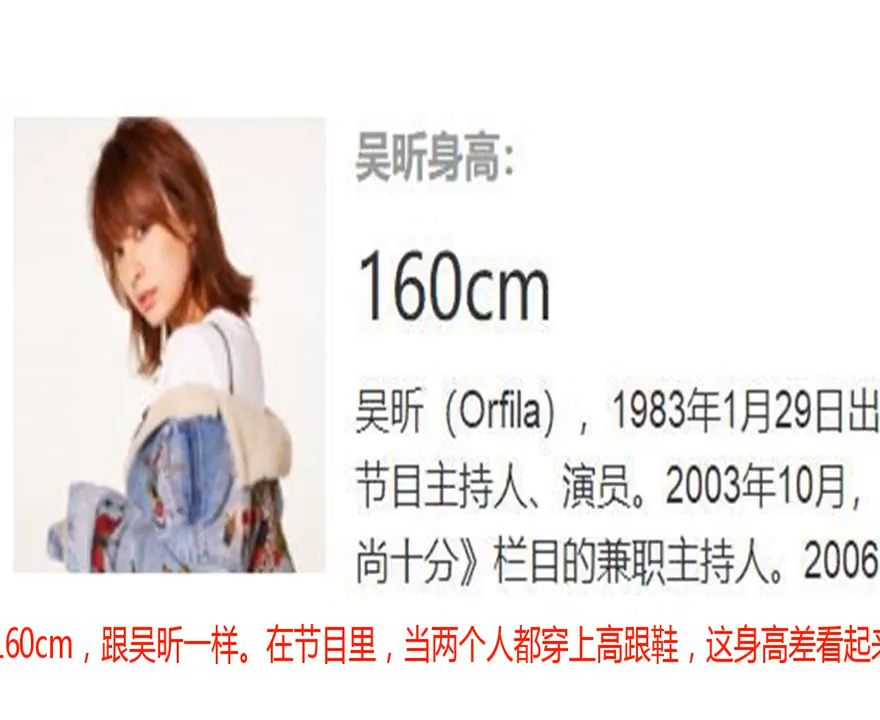 吴昕身高：
160cm
吴昕（Orfila），1983年1月29日出
节目主持人、演员。2003年10月，
尚十分》栏目的兼职主持人。2006
160cm，跟吴昕一样。在节目里，当两个人都穿上高跟鞋，这身高差看起来